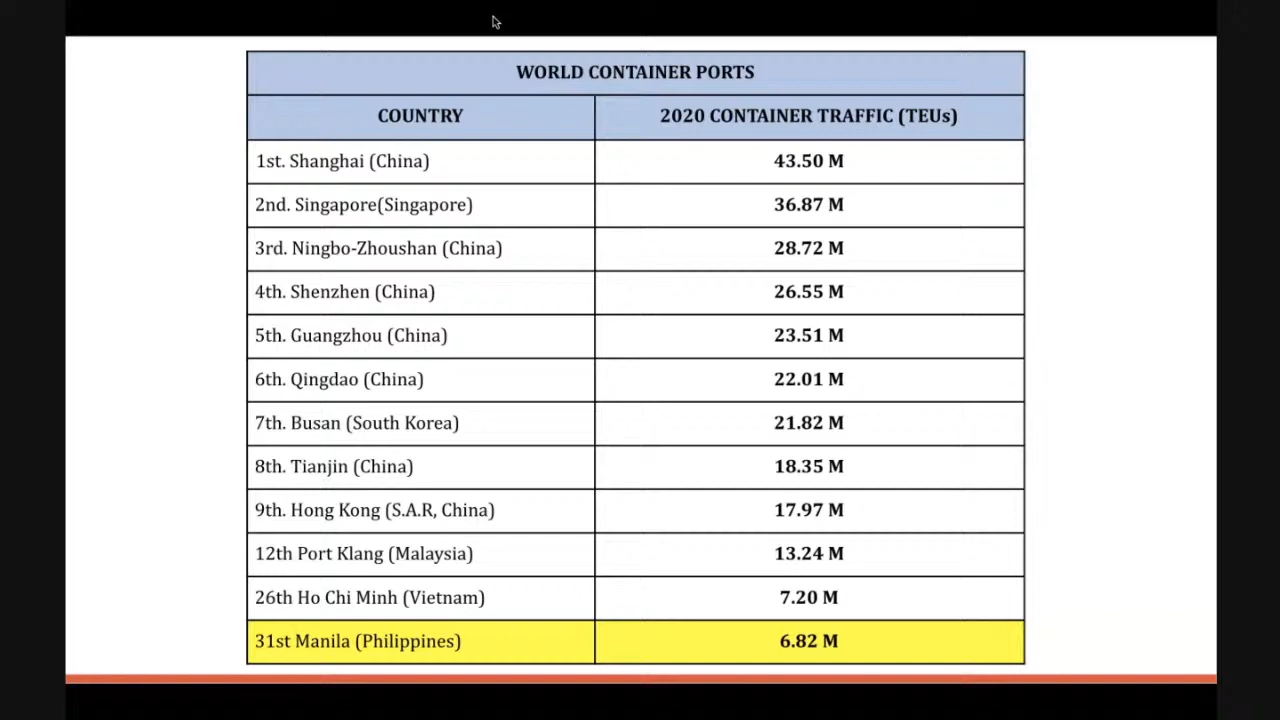 WORLD CONTAINER PORTS
COUNTRY 2020 CONTAINER TRAFFIC (TEUs)
1st. Shanghai (China) 43.50 M
2nd. Singapore(Singapore) 36.87 M
3rd. Ningbo-Zhoushan (China) 28.72 M
4th. Shenzhen (China) 26.55 M
5th. Guangzhou (China) 23.51 M
6th. Qingdao (China) 22.01 M
7th. Busan (South Korea) 21.82 M
8th. Tianjin (China) 18.35 M
9th. Hong Kong (S.A.R, China) 17.97 M
12th Port Klang (Malaysia) 13.24 M
26th Ho Chi Minh (Vietnam) 7.20 M
31st Manila (Philippines) 6.82 M